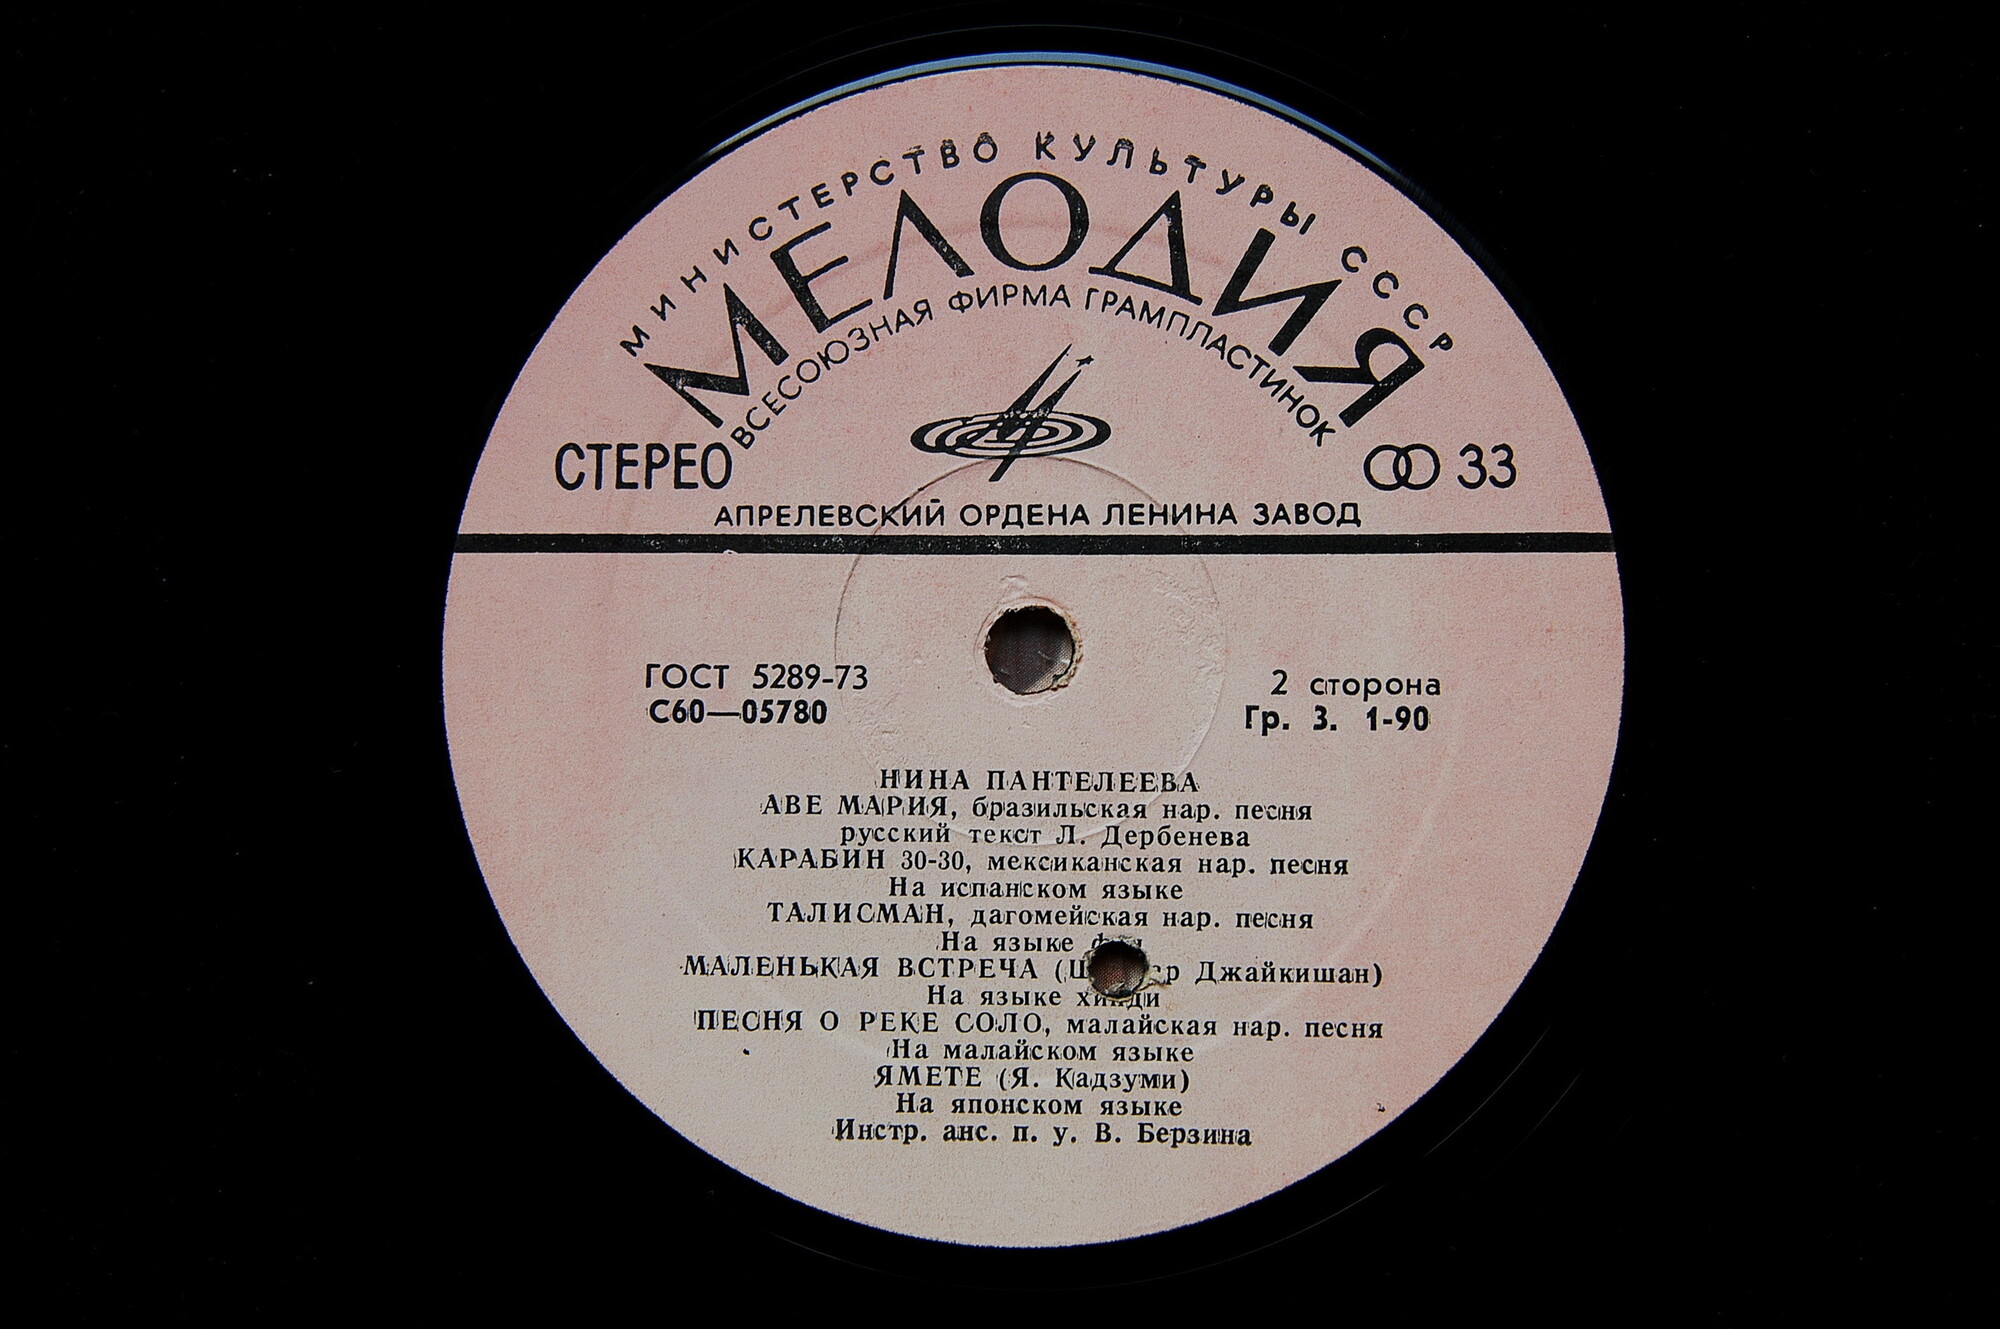 МИНИСТЕРСТВО КУЛЬТУРЫ СССР
МЕЛОДИЯ
ВСЕСОЮЗНАЯ ФИРМА ГРАМПЛАСТИНОК
СТЕРЕО 33
АПРЕЛЕВСКИЙ ОРДЕНА ЛЕНИНА ЗАВОД
ГОСТ 5289-73 2 сторона
С60—05780 Гр. 3. 1-90
НИНА ПАНТЕЛЕЕВА
АВЕ МАРИЯ, бразильская нар. песня
русский текст Л. Дербенева
КАРАБИН 30-30, мексиканская нар. песня
На испанском языке
ТАЛИСМАН, дагомейская нар. песня
На языке
МАЛЕНЬКАЯ ВСТРЕЧА ( Джайкишан)
На языке хинди
ПЕСНЯ О РЕКЕ СОЛО, малайская нар. песня
На малайском языке
ЯМЕТЕ (Я. Кадзуми)
На японском языке
Инстр. анс. п. у. В. Берзина